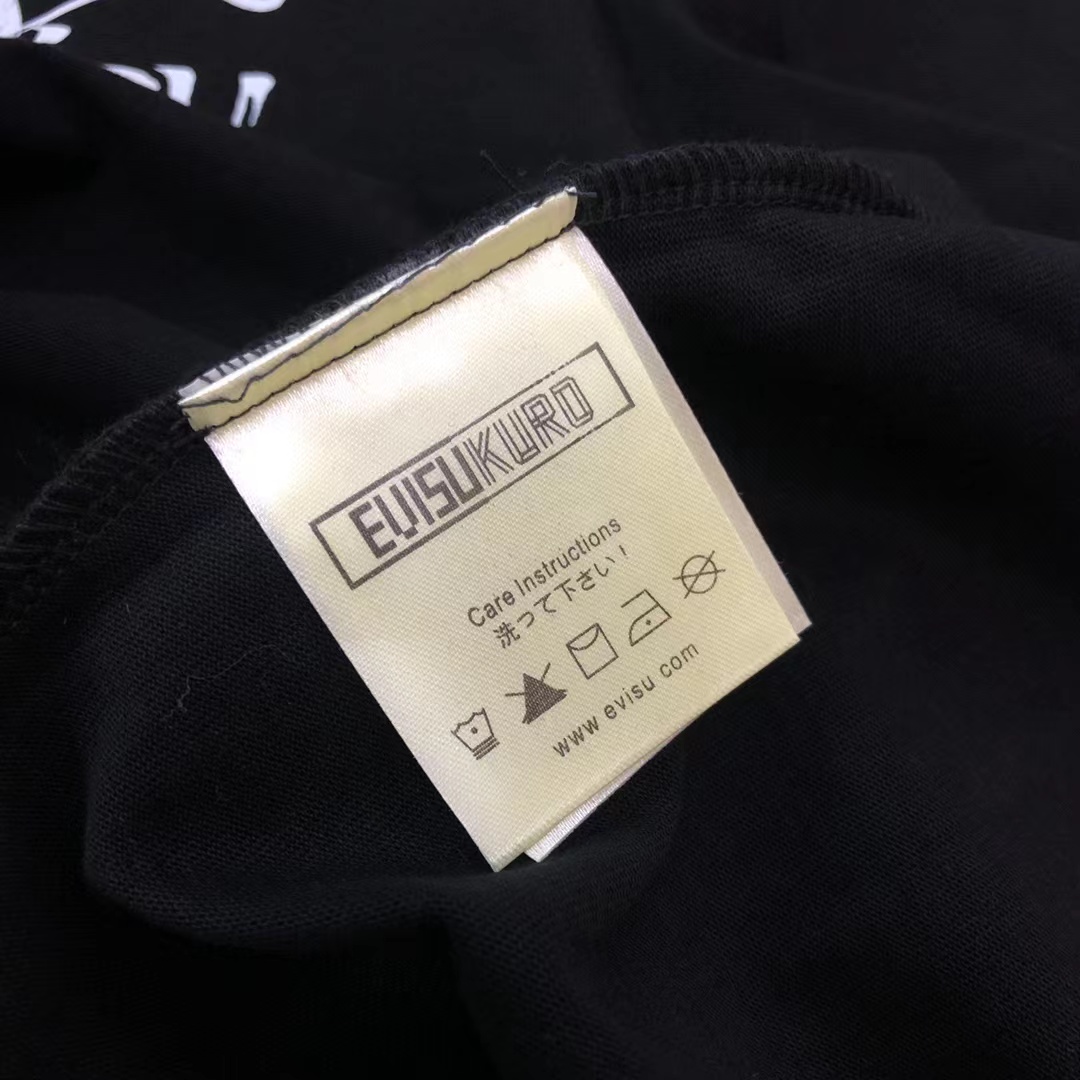 EVISUKURO
Care Instructions
洗って下さい!
www evisu com